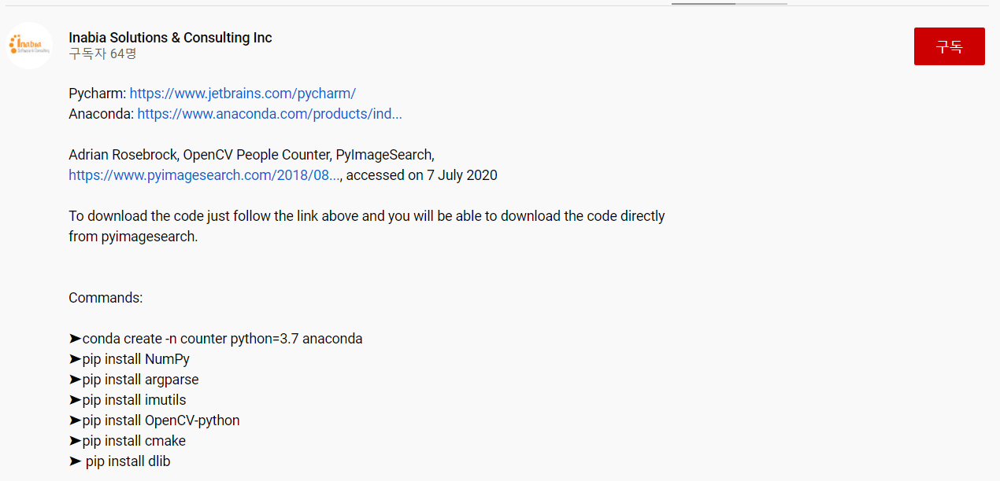 Inabia Solutions & Consulting Inc
구독자 64명
구독
Inabia
Software & Consulting
Pycharm: https://www.jetbrains.com/pycharm/
Anaconda: https://www.anaconda.com/products/ind...
Adrian Rosebrock, OpenCV People Counter, PyImageSearch,
https://www.pyimagesearch.com/2018/08..., accessed on 7 July 2020
To download the code just follow the link above and you will be able to download the code directly
from pyimagesearch.
Commands:
➤conda create -n counter python=3.7 anaconda
➤pip install NumPy
➤pip install argparse
➤pip install imutils
➤pip install OpenCV-python
➤pip install cmake
➤ pip install dlib